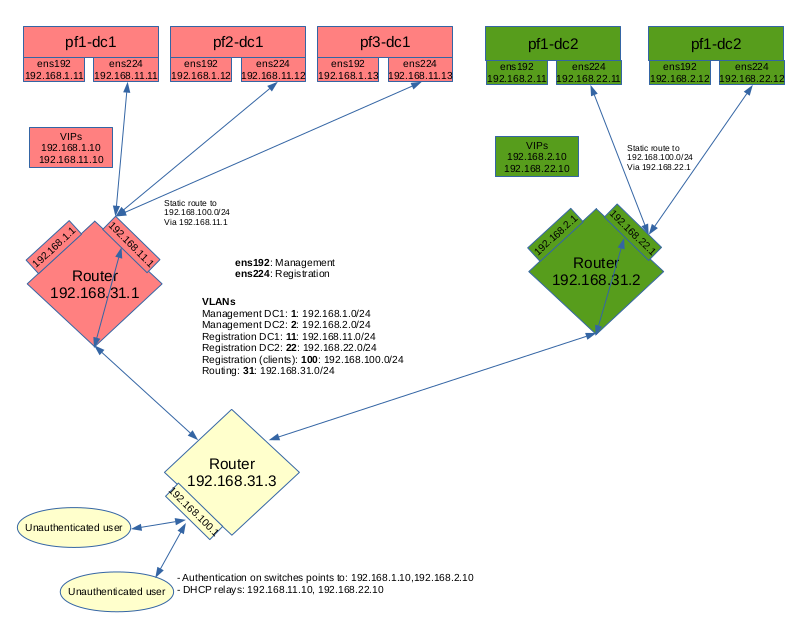 pf1-dc1
ens192
192.168.1.11
ens224
192.168.11.11
pf2-dc1
ens192
192.168.1.12
ens224
192.168.11.12
pf3-dc1
ens192
192.168.1.13
ens224
192.168.11.13
pf1-dc2
ens192
192.168.2.11
ens224
192.168.22.11
pf1-dc2
ens192
192.168.2.12
ens224
192.168.22.12
VIPs
192.168.1.10
192.168.11.10
VIPs
192.168.2.10
192.168.22.10
Static route to
192.168.100.0/24
Via 192.168.22.1
Static route to
192.168.100.0/24
Via 192.168.11.1
192.168.1.1
192.168.11.1
Router
192.168.31.1
192.168.2.1
192.168.22.1
Router
192.168.31.2
ens192: Management
ens224: Registration
VLANs
Management DC1: 1: 192.168.1.0/24
Management DC2: 2: 192.168.2.0/24
Registration DC1: 11: 192.168.11.0/24
Registration DC2: 22: 192.168.22.0/24
Registration (clients): 100: 192.168.100.0/24
Routing: 31: 192.168.31.0/24
Router
192.168.31.3
192.168.100.1
Unauthenticated user
Unauthenticated user
- Authentication on switches points to: 192.168.1.10,192.168.2.10
- DHCP relays: 192.168.11.10, 192.168.22.10